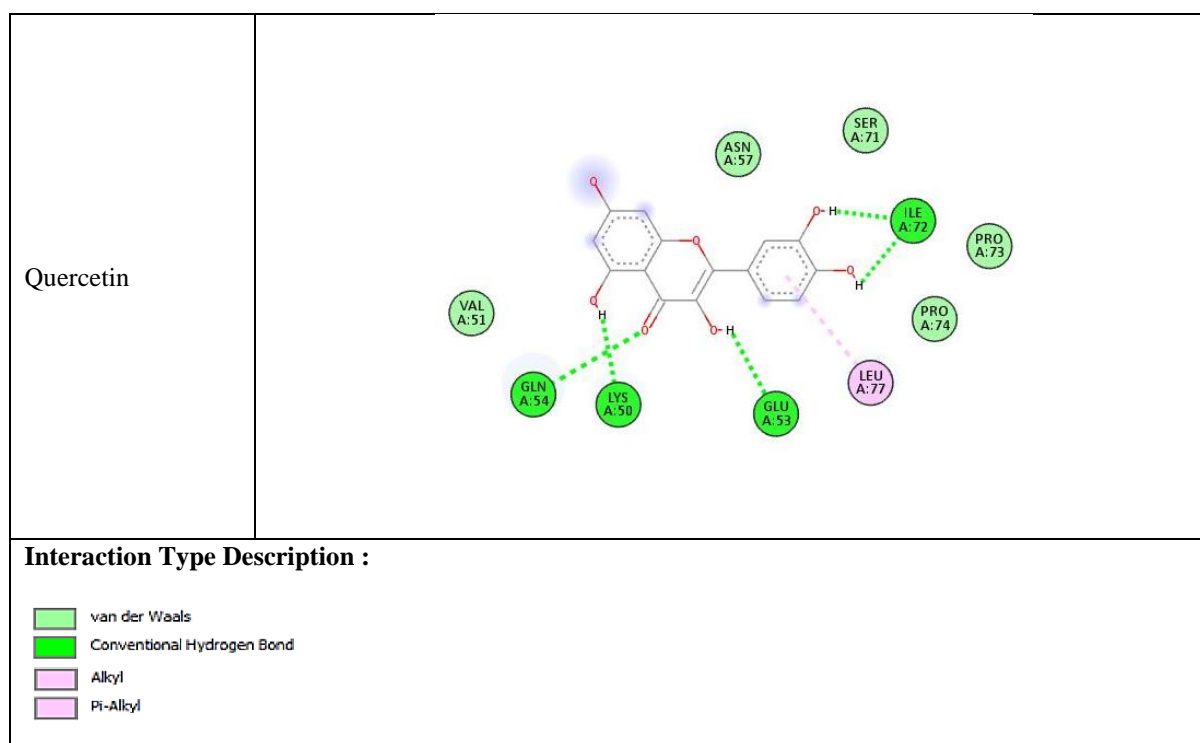 Quercetin
SER
A:71
ASN
A:57
ILE
A:72
PRO
A:73
PRO
A:74
LEU
A:77
VAL
A:51
GLN
A:54
LYS
A:50
GLU
A:53
O
O
O
O
O
O
O
H
H
H
H
Interaction Type Description :
van der Waals
Conventional Hydrogen Bond
Alkyl
Pi-Alkyl